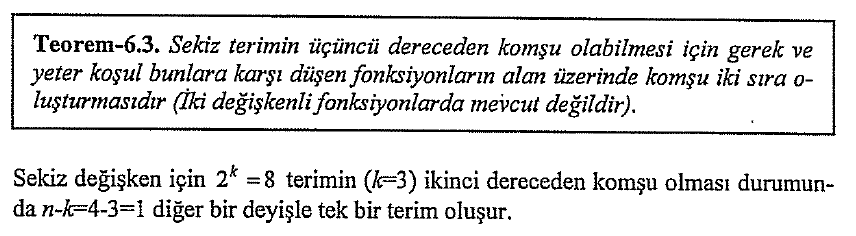 Teorem-6.3. Sekiz terimin üçüncü dereceden komşu olabilmesi için gerek ve
yeter koşul bunlara karşı düşen fonksiyonların alan üzerinde komşu iki sıra o-
luşturmasıdır (İki değişkenli fonksiyonlarda mevcut değildir).
Sekiz değişken için 2^k =8 terimin (k=3) ikinci dereceden komşu olması durumun-
da n-k=4-3=1 diğer bir deyişle tek bir terim oluşur.